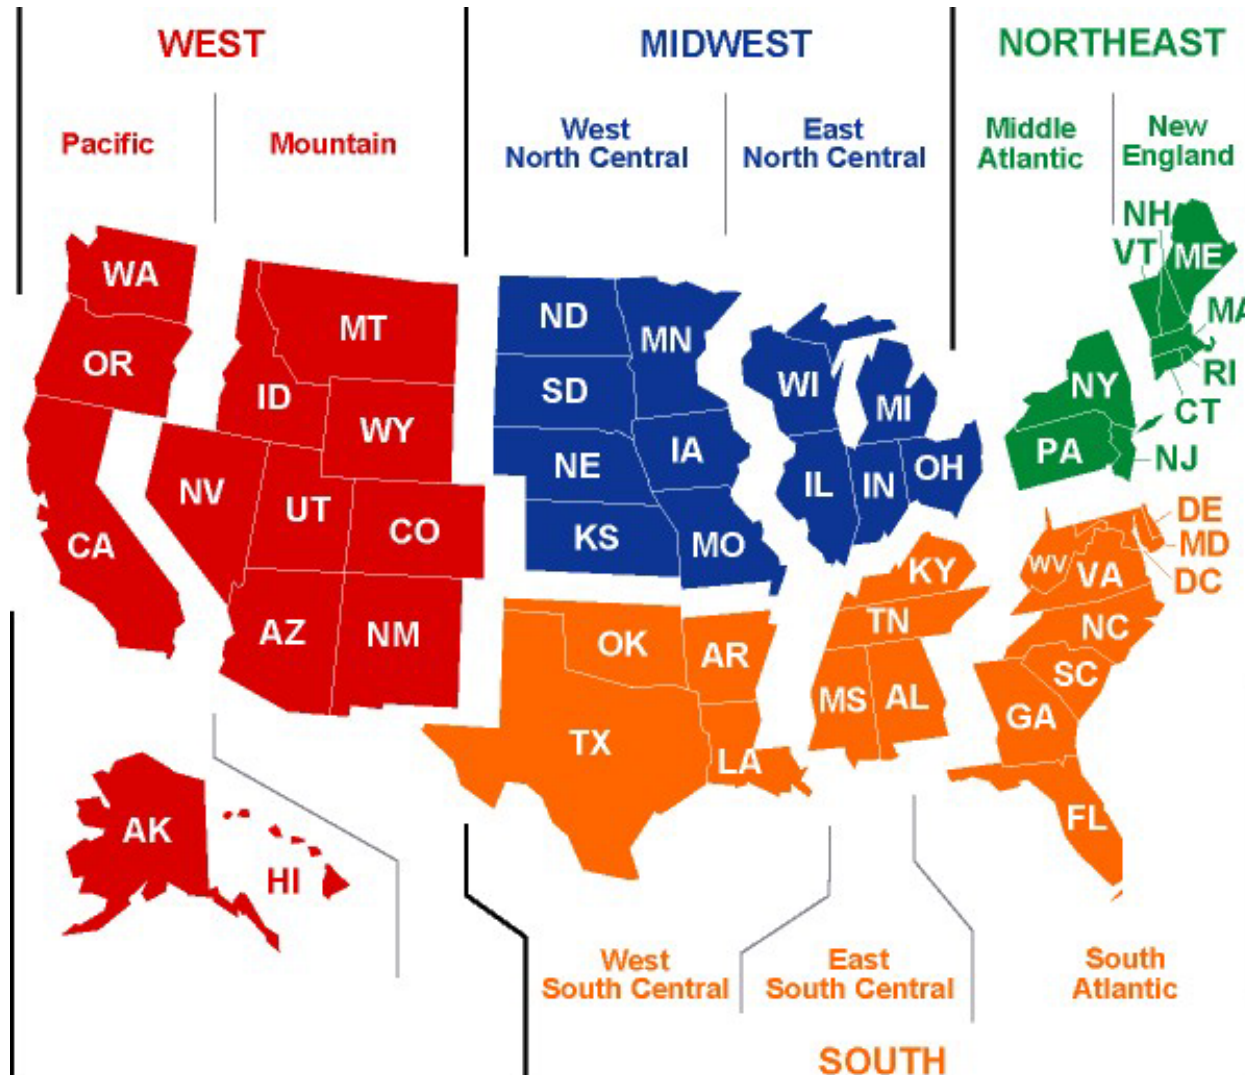 WEST
MIDWEST
NORTHEAST
Pacific
Mountain
West
North Central
East
North Central
Middle
Atlantic
New
England
WA
OR
CA
NV
ID
MT
WY
UT
CO
AZ
NM
AK
HI
ND
SD
NE
KS
MN
IA
MO
WI
MI
IL
IN
OH
NH
VT
ME
MA
RI
CT
NY
PA
NJ
DE
MD
DC
WV
VA
KY
TN
NC
SC
OK
AR
TX
LA
MS
AL
GA
FL
West
South Central
East
South Central
South
Atlantic
SOUTH